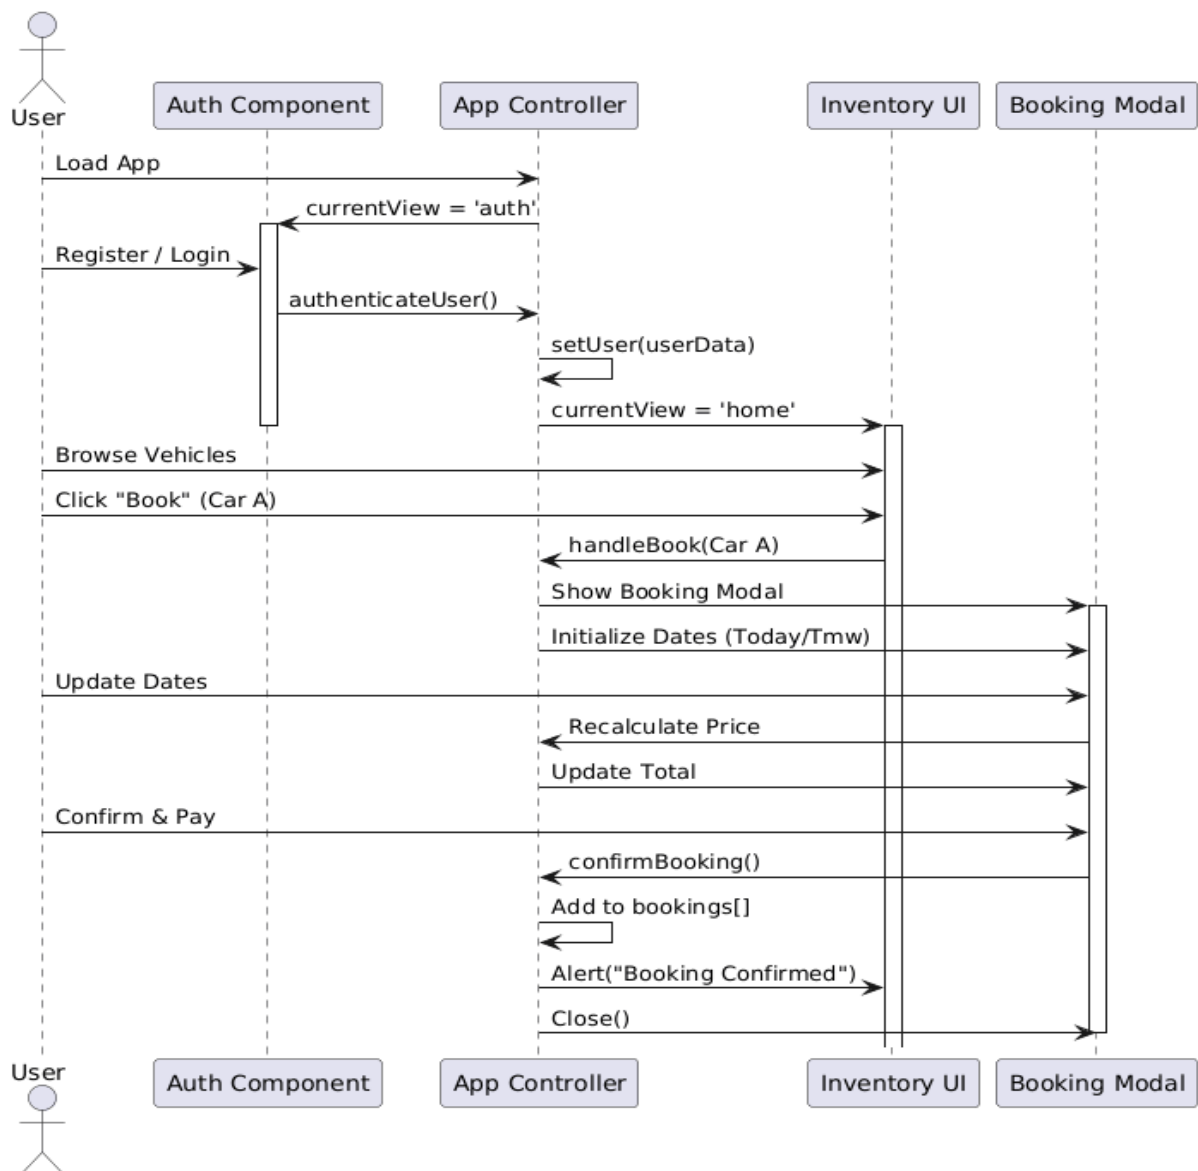 User
Auth Component
App Controller
Inventory UI
Booking Modal
Load App
currentView = 'auth'
Register / Login
authenticateUser()
setUser(userData)
currentView = 'home'
Browse Vehicles
Click "Book" (Car A)
handleBook(Car A)
Show Booking Modal
Initialize Dates (Today/Tmw)
Update Dates
Recalculate Price
Update Total
Confirm & Pay
confirmBooking()
Add to bookings[]
Alert("Booking Confirmed")
Close()
User
Auth Component
App Controller
Inventory UI
Booking Modal